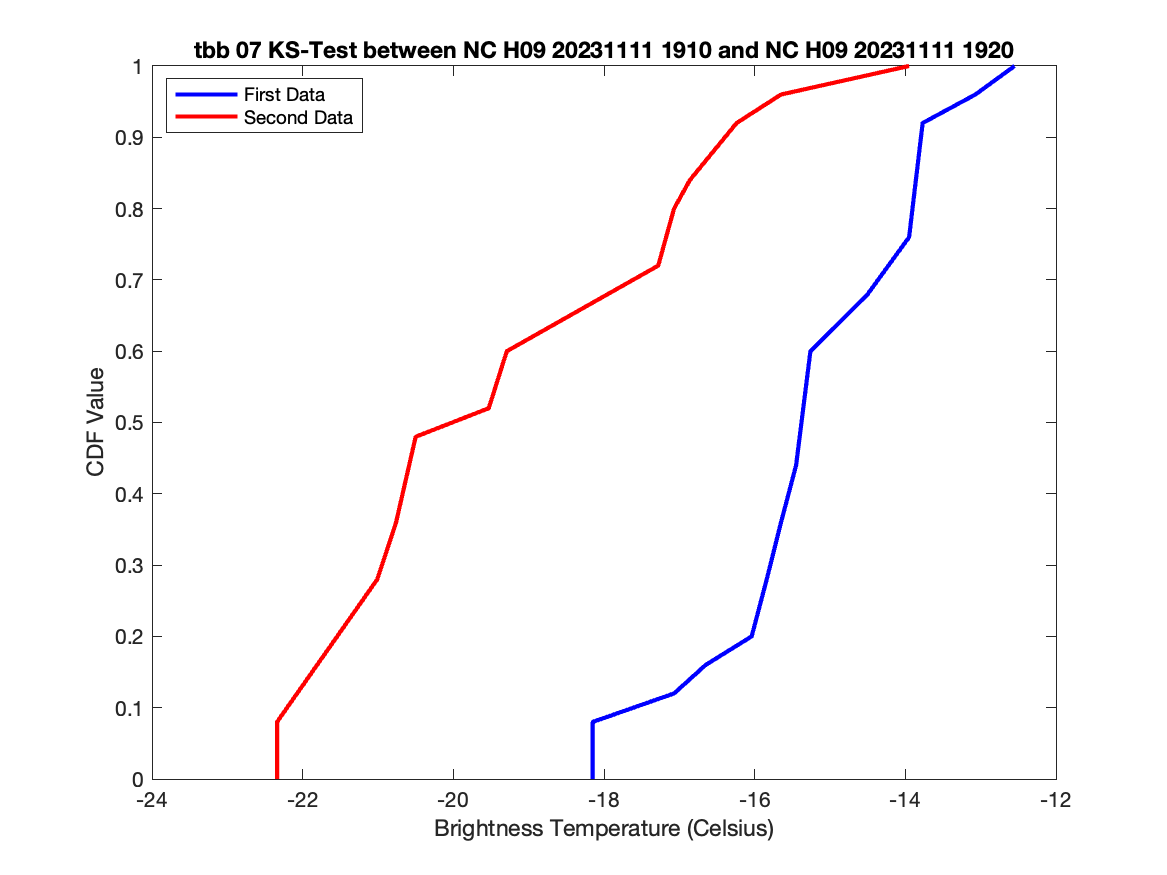 tbb 07 KS-Test between NC H09 20231111 1910 and NC H09 20231111 1920
First Data
Second Data
1
0.9
0.8
0.7
0.6
0.5
0.4
0.3
0.2
0.1
0
CDF Value
-24 -22 -20 -18 -16 -14 -12
Brightness Temperature (Celsius)